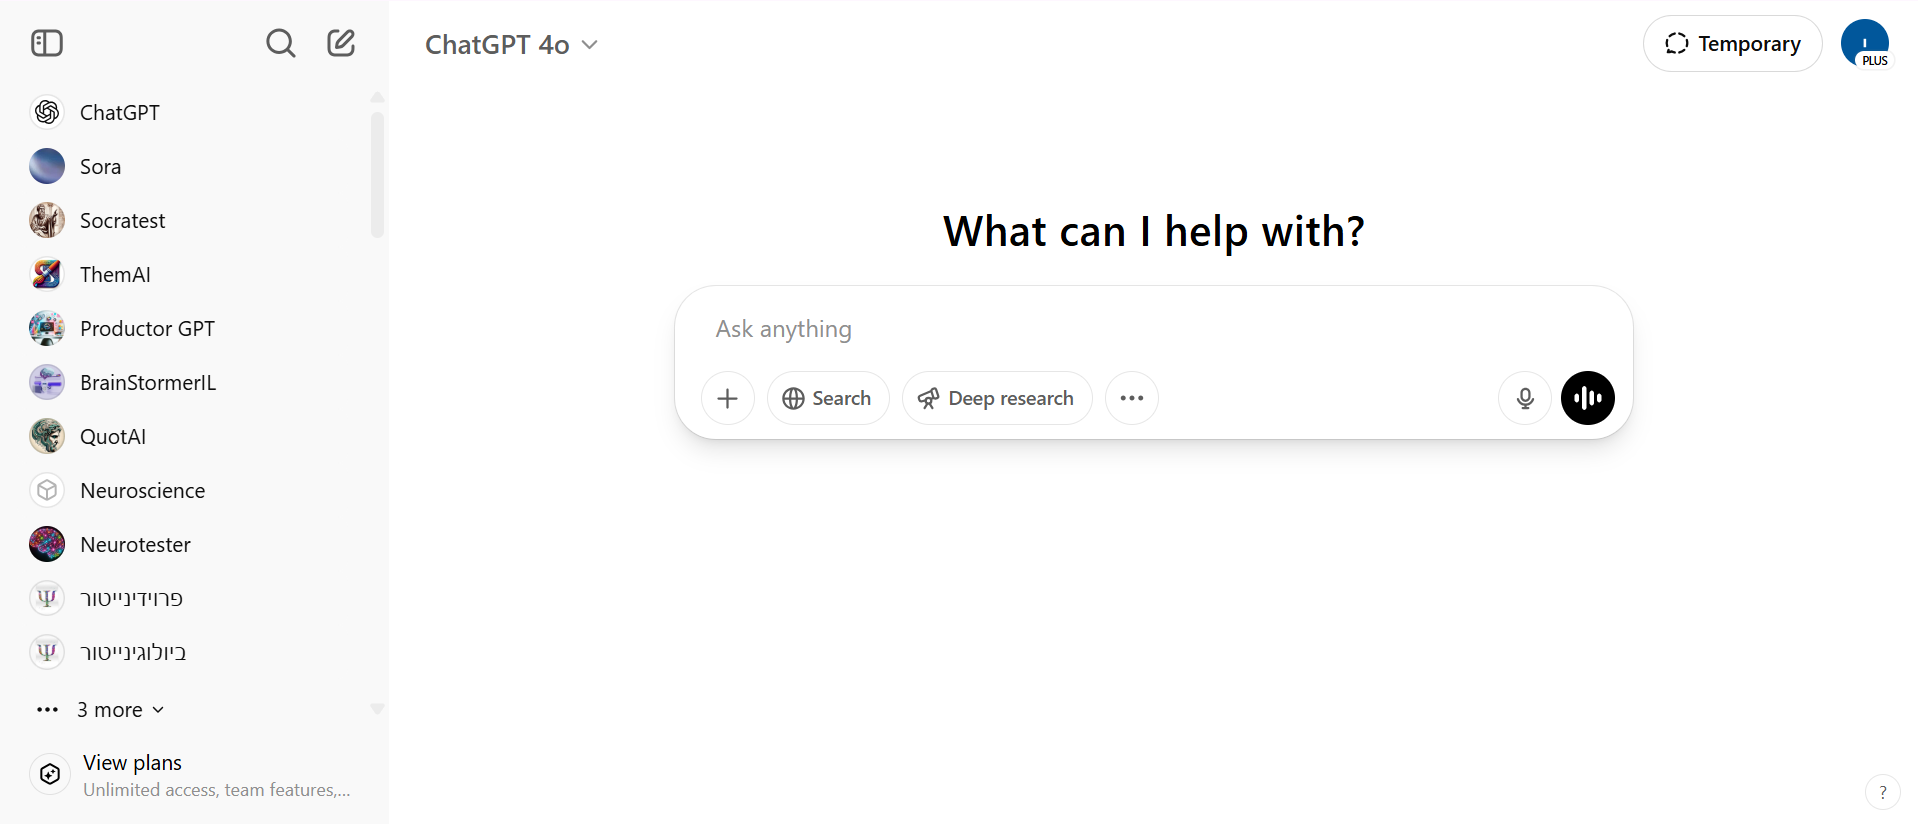 ChatGPT 4o
Temporary
PLUS
ChatGPT
Sora
Socratest
ThemAI
Productor GPT
BrainStormerIL
QuotAI
Neuroscience
Neurotester
פרוידינייטור
ביולוגינייטור
3 more
View plans
Unlimited access, team features,...
What can I help with?
Ask anything
Search
Deep research
?